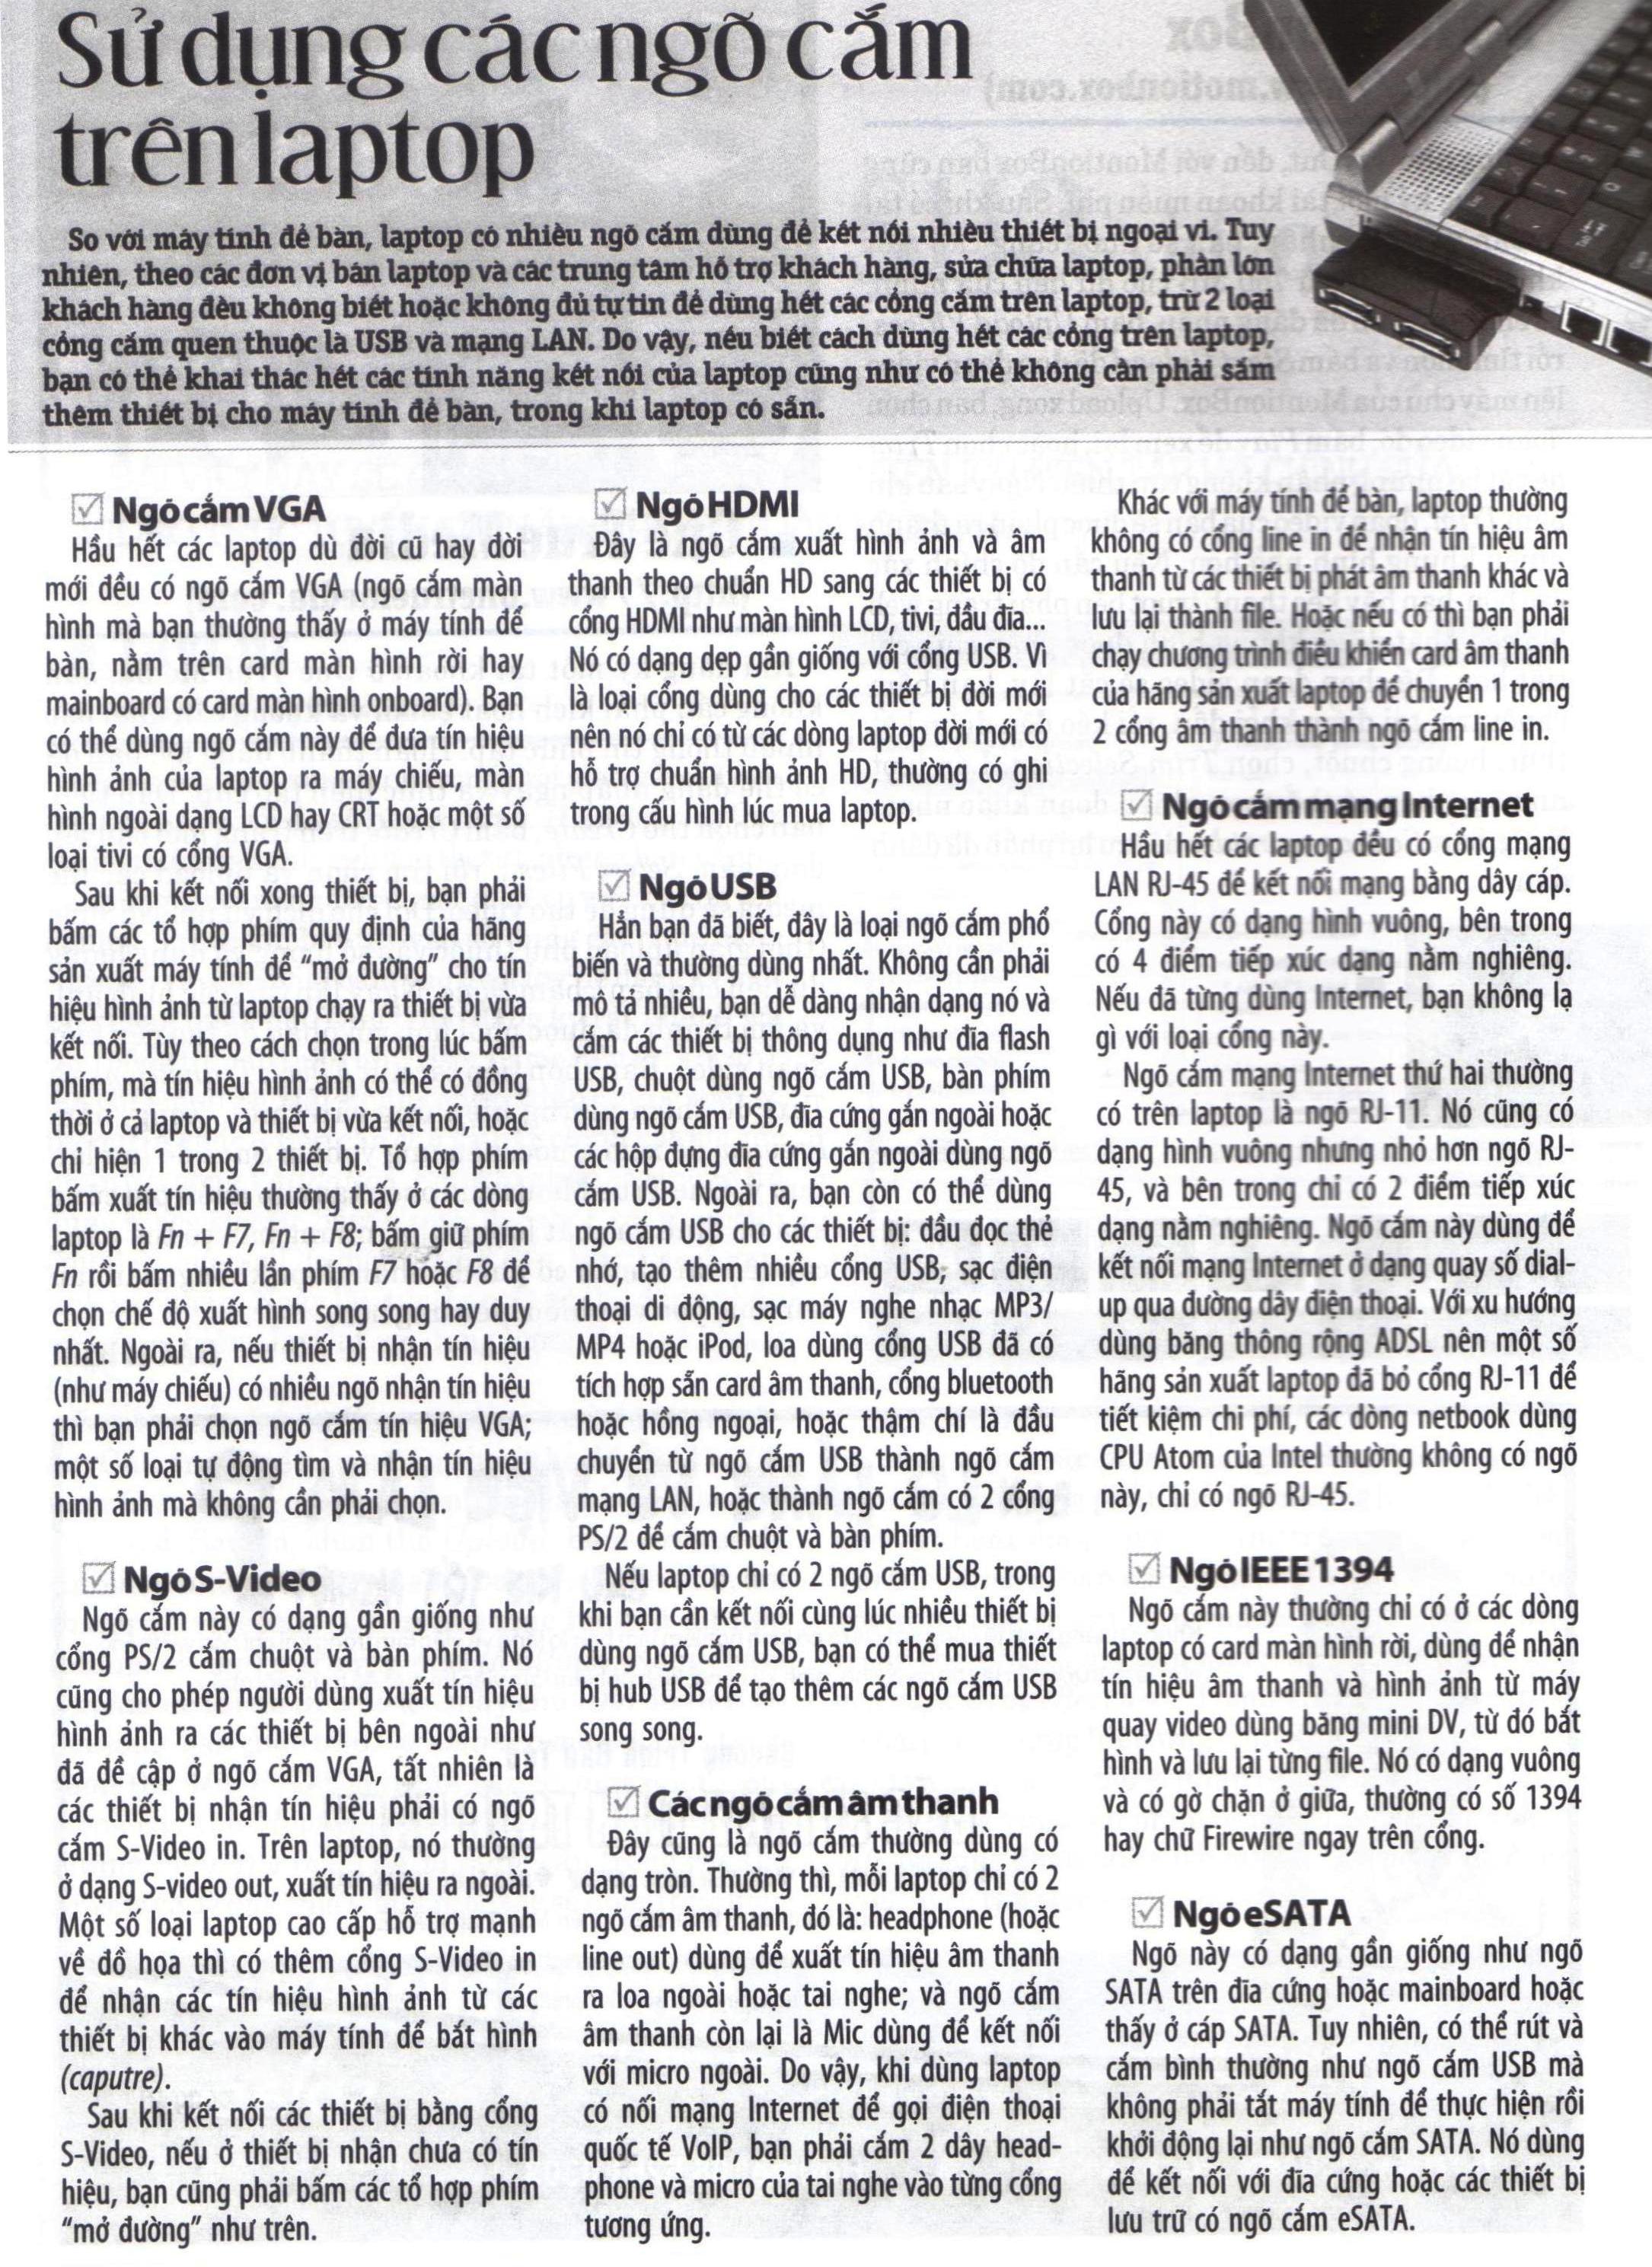 Sử dụng các ngõ cắm
trên laptop
So với máy tính để bàn, laptop có nhiều ngõ cắm dùng để kết nối nhiều thiết bị ngoại vi. Tuy
nhiên, theo các đơn vị bán laptop và các trung tâm hỗ trợ khách hàng, sửa chữa laptop, phần lớn
khách hàng đều không biết hoặc không đủ tự tin để dùng hết các cổng cắm trên laptop, trừ 2 loại
cổng cắm quen thuộc là USB và mạng LAN. Do vậy, nếu biết cách dùng hết các cổng trên laptop,
bạn có thể khai thác hết các tính năng kết nối của laptop cũng như có thể không cần phải sắm
thêm thiết bị cho máy tính để bàn, trong khi laptop có sẵn.
Ngõ cắm VGA
Hầu hết các laptop dù đời cũ hay đời
mới đều có ngõ cắm VGA (ngõ cắm màn
hình mà bạn thường thấy ở máy tính để
bàn, nằm trên card màn hình rời hay
mainboard có card màn hình onboard). Bạn
có thể dùng ngõ cắm này để đưa tín hiệu
hình ảnh của laptop ra máy chiếu, màn
hình ngoài dạng LCD hay CRT hoặc một số
loại tivi có cổng VGA.
Sau khi kết nối xong thiết bị, bạn phải
bấm các tổ hợp phím quy định của hãng
sản xuất máy tính để “mở đường” cho tín
hiệu hình ảnh từ laptop chạy ra thiết bị vừa
kết nối. Tùy theo cách chọn trong lúc bấm
phím, mà tín hiệu hình ảnh có thể có đồng
thời ở cả laptop và thiết bị vừa kết nối, hoặc
chỉ hiện 1 trong 2 thiết bị. Tổ hợp phím
bấm xuất tín hiệu thường thấy ở các dòng
laptop là Fn + F7, Fn + F8; bấm giữ phím
Fn rồi bấm nhiều lần phím F7 hoặc F8 để
chọn chế độ xuất hình song song hay duy
nhất. Ngoài ra, nếu thiết bị nhận tín hiệu
(như máy chiếu) có nhiều ngõ nhận tín hiệu
thì bạn phải chọn ngõ cắm tín hiệu VGA;
một số loại tự động tìm và nhận tín hiệu
hình ảnh mà không cần phải chọn.
Ngõ S-Video
Ngõ cắm này có dạng gần giống như
cổng PS/2 cắm chuột và bàn phím. Nó
cũng cho phép người dùng xuất tín hiệu
hình ảnh ra các thiết bị bên ngoài như
đã đề cập ở ngõ cắm VGA, tất nhiên là
các thiết bị nhận tín hiệu phải có ngõ
cắm S-Video in. Trên laptop, nó thường
ở dạng S-video out, xuất tín hiệu ra ngoài.
Một số loại laptop cao cấp hỗ trợ mạnh
về đồ họa thì có thêm cổng S-Video in
để nhận các tín hiệu hình ảnh từ các
thiết bị khác vào máy tính để bắt hình
(caputre).
Sau khi kết nối các thiết bị bằng cổng
S-Video, nếu ở thiết bị nhận chưa có tín
hiệu, bạn cũng phải bấm các tổ hợp phím
“mở đường” như trên.
Ngõ HDMI
Đây là ngõ cắm xuất hình ảnh và âm
thanh theo chuẩn HD sang các thiết bị có
cổng HDMI như màn hình LCD, tivi, đầu đĩa...
Nó có dạng dẹp gần giống với cổng USB. Vì
là loại cổng dùng cho các thiết bị đời mới
nên nó chỉ có từ các dòng laptop đời mới có
hỗ trợ chuẩn hình ảnh HD, thường có ghi
trong cấu hình lúc mua laptop.
Ngõ USB
Hẳn bạn đã biết, đây là loại ngõ cắm phổ
biến và thường dùng nhất. Không cần phải
mô tả nhiều, bạn dễ dàng nhận dạng nó và
cắm các thiết bị thông dụng như đĩa flash
USB, chuột dùng ngõ cắm USB, bàn phím
dùng ngõ cắm USB, đĩa cứng gắn ngoài hoặc
các hộp đựng đĩa cứng gắn ngoài dùng ngõ
cắm USB. Ngoài ra, bạn còn có thể dùng
ngõ cắm USB cho các thiết bị: đầu đọc thẻ
nhớ, tạo thêm nhiều cổng USB, sạc điện
thoại di động, sạc máy nghe nhạc MP3/
MP4 hoặc iPod, loa dùng cổng USB đã có
tích hợp sẵn card âm thanh, cổng bluetooth
hoặc hồng ngoại, hoặc thậm chí là đầu
chuyển từ ngõ cắm USB thành ngõ cắm
mạng LAN, hoặc thành ngõ cắm có 2 cổng
PS/2 để cắm chuột và bàn phím.
Nếu laptop chỉ có 2 ngõ cắm USB, trong
khi bạn cần kết nối cùng lúc nhiều thiết bị
dùng ngõ cắm USB, bạn có thể mua thiết
bị hub USB để tạo thêm các ngõ cắm USB
song song.
Các ngõ cắm âm thanh
Đây cũng là ngõ cắm thường dùng có
dạng tròn. Thường thì, mỗi laptop chỉ có 2
ngõ cắm âm thanh, đó là: headphone (hoặc
line out) dùng để xuất tín hiệu âm thanh
ra loa ngoài hoặc tai nghe; và ngõ cắm
âm thanh còn lại là Mic dùng để kết nối
với micro ngoài. Do vậy, khi dùng laptop
có nối mạng Internet để gọi điện thoại
quốc tế VoIP, bạn phải cắm 2 dây head-
phone và micro của tai nghe vào từng cổng
tương ứng.
Khác với máy tính để bàn, laptop thường
không có cổng line in để nhận tín hiệu âm
thanh từ các thiết bị phát âm thanh khác và
lưu lại thành file. Hoặc nếu có thì bạn phải
chạy chương trình điều khiển card âm thanh
của hãng sản xuất laptop để chuyển 1 trong
2 cổng âm thanh thành ngõ cắm line in.
Ngõ cắm mạng Internet
Hầu hết các laptop đều có cổng mạng
LAN RJ-45 để kết nối mạng bằng dây cáp.
Cổng này có dạng hình vuông, bên trong
có 4 điểm tiếp xúc dạng nằm nghiêng.
Nếu đã từng dùng Internet, bạn không lạ
gì với loại cổng này.
Ngõ cắm mạng Internet thứ hai thường
có trên laptop là ngõ RJ-11. Nó cũng có
dạng hình vuông nhưng nhỏ hơn ngõ RJ-
45, và bên trong chỉ có 2 điểm tiếp xúc
dạng nằm nghiêng. Ngõ cắm này dùng để
kết nối mạng Internet ở dạng quay số dial-
up qua đường dây điện thoại. Với xu hướng
dùng băng thông rộng ADSL nên một số
hãng sản xuất laptop đã bỏ cổng RJ-11 để
tiết kiệm chi phí, các dòng netbook dùng
CPU Atom của Intel thường không có ngõ
này, chỉ có ngõ RJ-45.
Ngõ IEEE 1394
Ngõ cắm này thường chỉ có ở các dòng
laptop có card màn hình rời, dùng để nhận
tín hiệu âm thanh và hình ảnh từ máy
quay video dùng băng mini DV, từ đó bắt
hình và lưu lại từng file. Nó có dạng vuông
và có gờ chặn ở giữa, thường có số 1394
hay chữ Firewire ngay trên cổng.
Ngõ eSATA
Ngõ này có dạng gần giống như ngõ
SATA trên đĩa cứng hoặc mainboard hoặc
thấy ở cáp SATA. Tuy nhiên, có thể rút và
cắm bình thường như ngõ cắm USB mà
không phải tắt máy tính để thực hiện rồi
khởi động lại như ngõ cắm SATA. Nó dùng
để kết nối với đĩa cứng hoặc các thiết bị
lưu trữ có ngõ cắm eSATA.